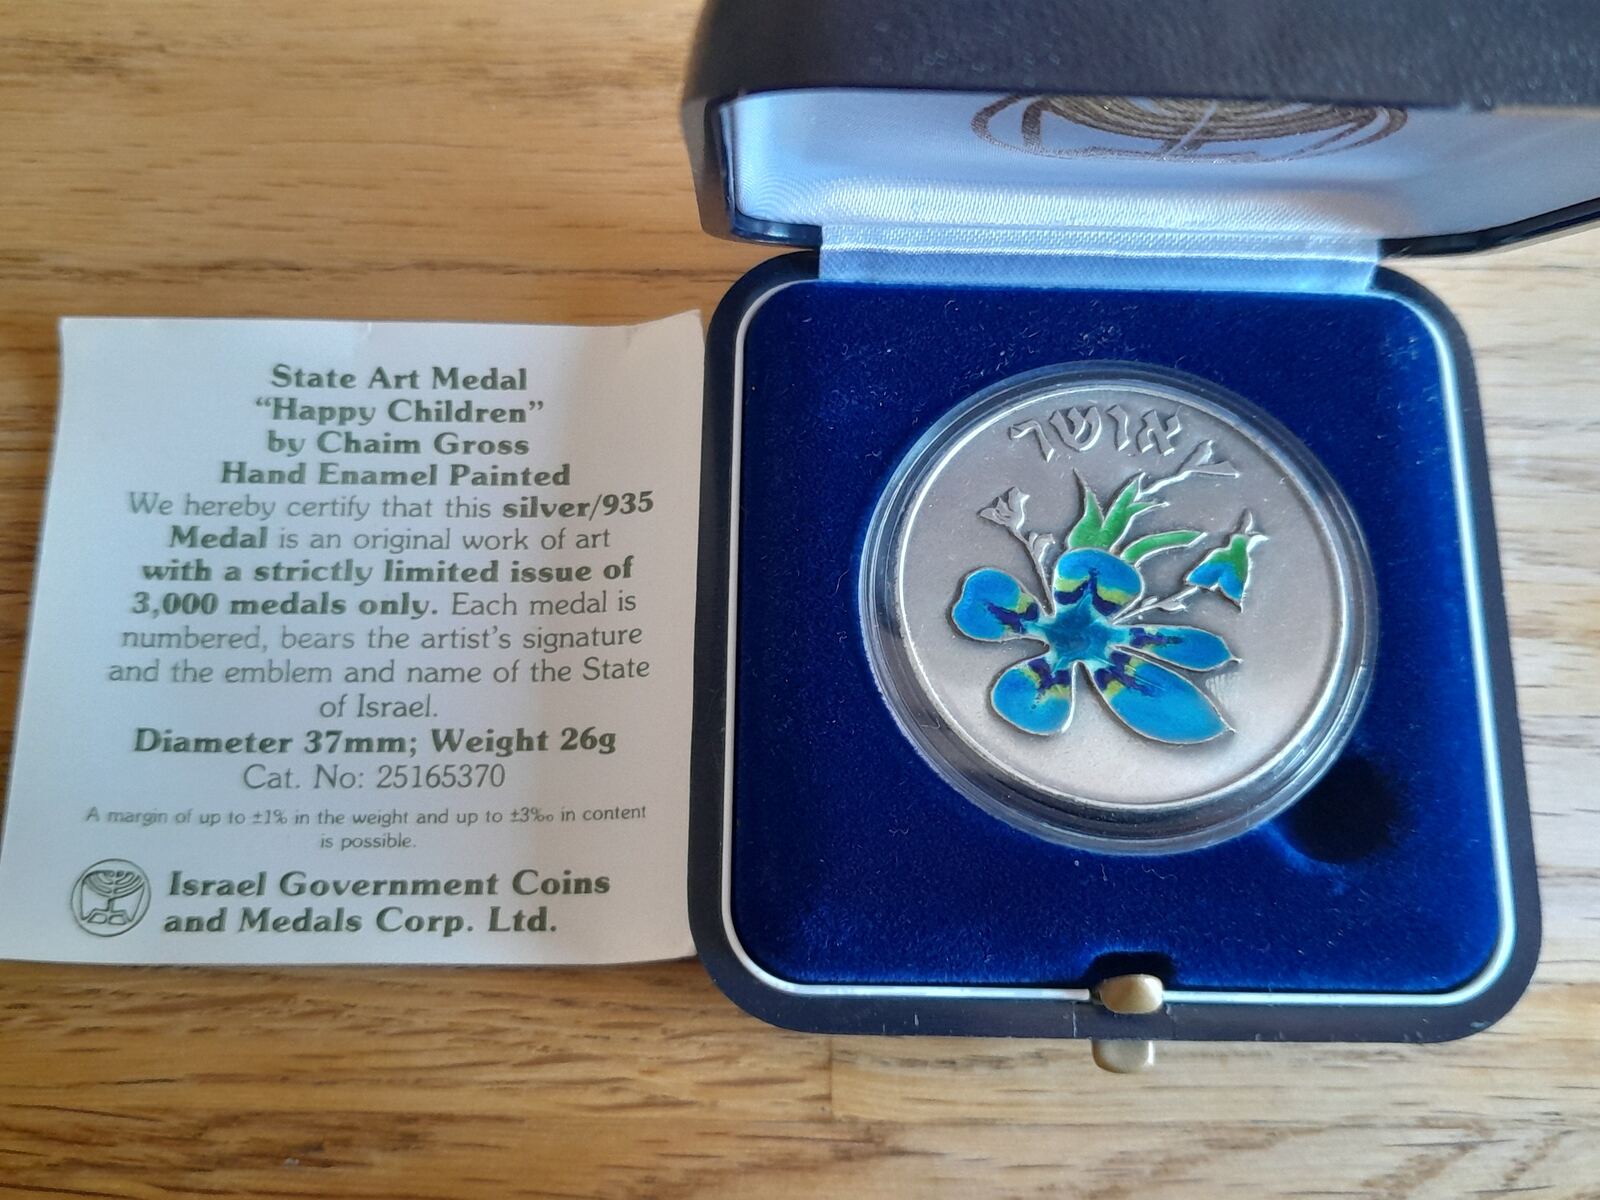 State Art Medal
“Happy Children”
by Chaim Gross
Hand Enamel Painted
We hereby certify that this silver/935
Medal is an original work of art
with a strictly limited issue of
3,000 medals only. Each medal is
numbered, bears the artist's signature
and the emblem and name of the State
of Israel.
Diameter 37mm; Weight 26g
Cat. No: 25165370
A margin of up to ±1% in the weight and up to ±3‰ in content
is possible.
Israel Government Coins
and Medals Corp. Ltd.
אושר